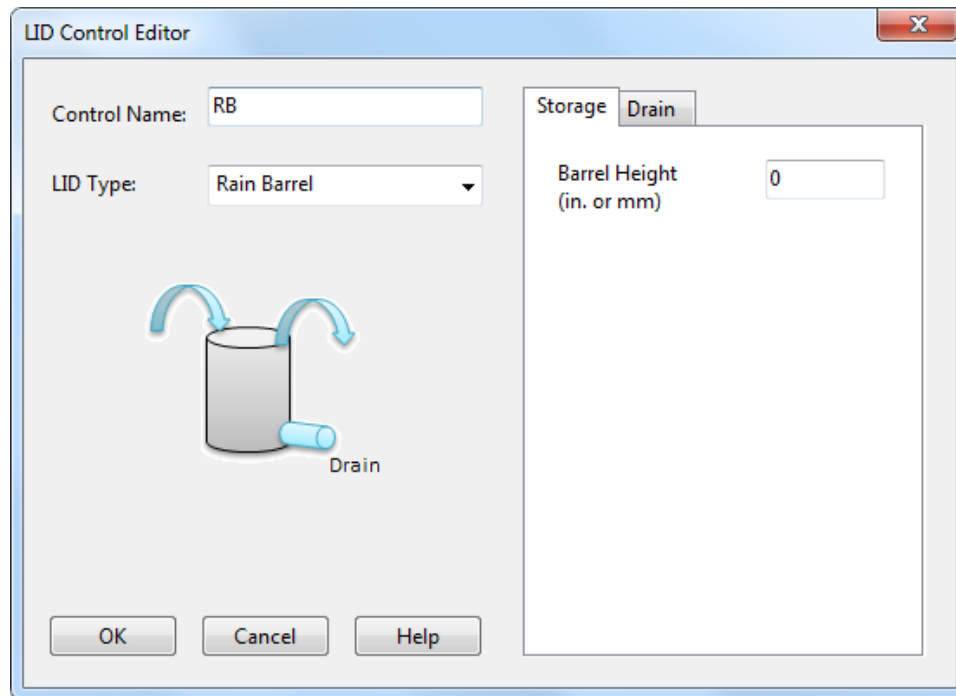 LID Control Editor
Control Name: RB
LID Type: Rain Barrel
Drain
OK Cancel Help
Storage Drain
Barrel Height 0
(in. or mm)